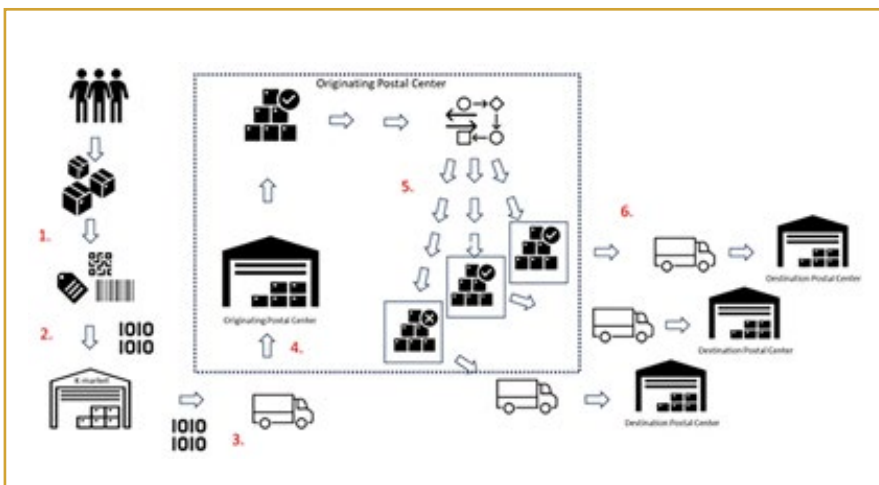 Originating Postal Center
5.
6.
1.
Destination Postal Center
Originating Postal Center
2.
1010
1010
4.
Destination Postal Center
K-market
Destination Postal Center
1010
1010
3.